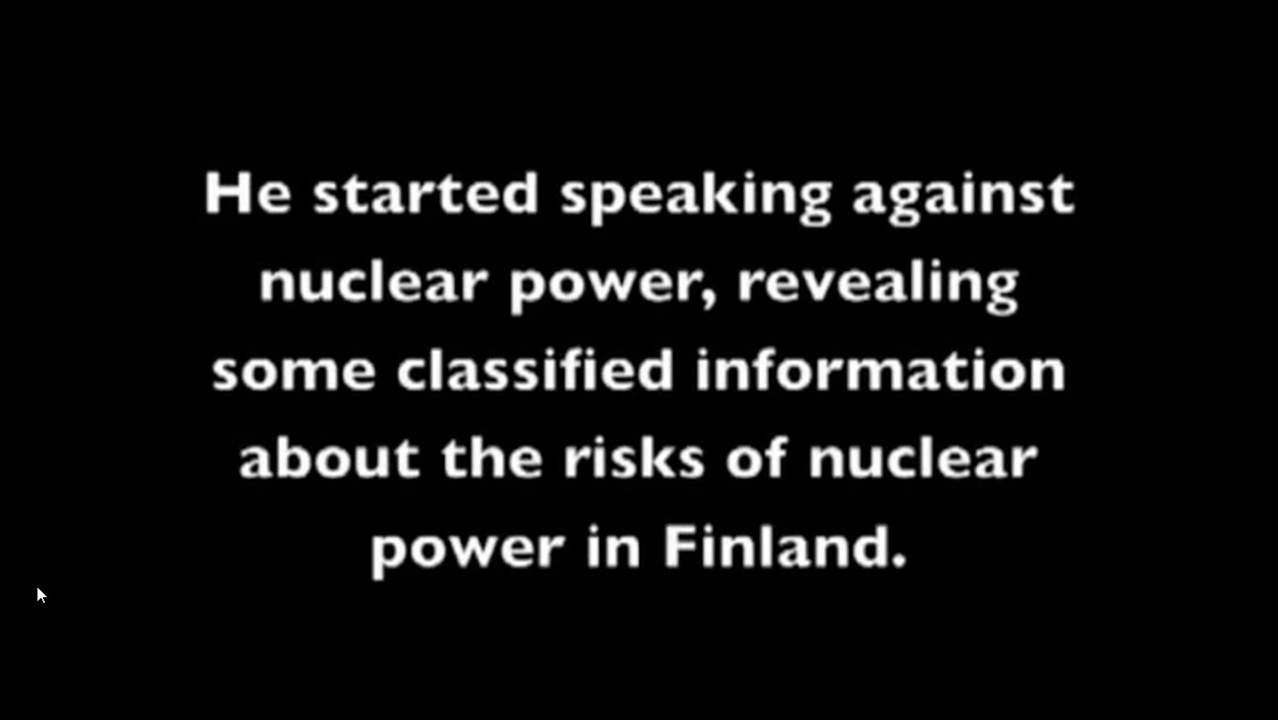 He started speaking against
nuclear power, revealing
some classified information
about the risks of nuclear
power in Finland.